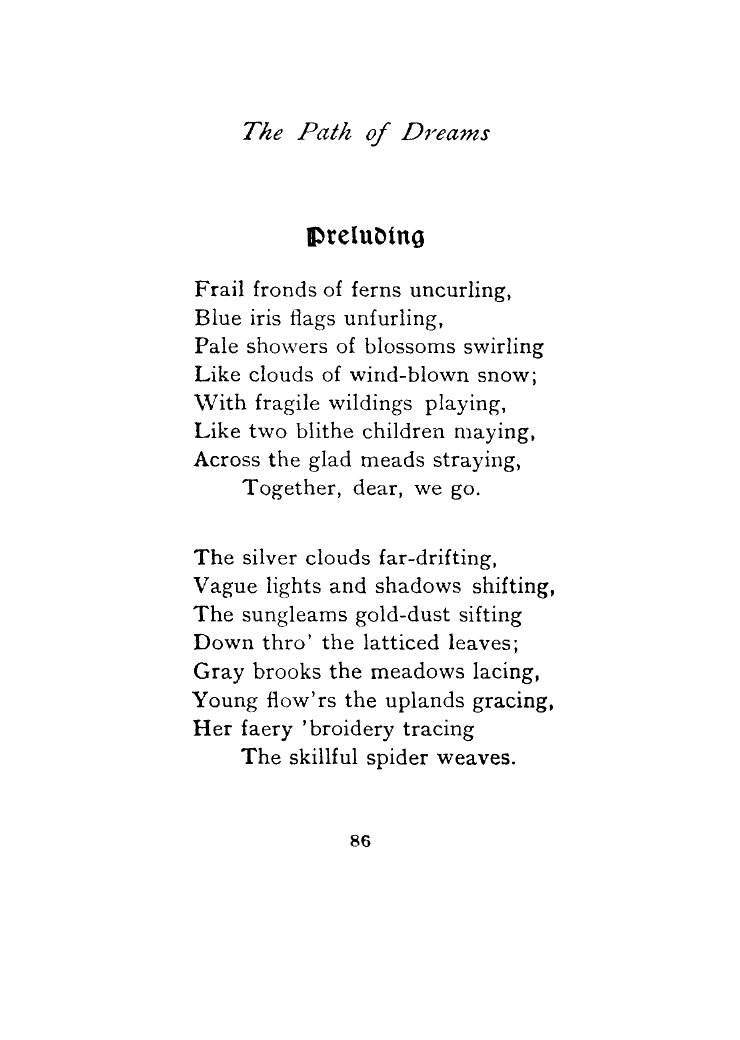 The Path of Dreams
Preluding
Frail fronds of ferns uncurling,
Blue iris flags unfurling,
Pale showers of blossoms swirling
Like clouds of wind-blown snow;
With fragile wildings playing,
Like two blithe children maying,
Across the glad meads straying,
Together, dear, we go.
The silver clouds far-drifting,
Vague lights and shadows shifting,
The sungleams gold-dust sifting
Down thro' the latticed leaves;
Gray brooks the meadows lacing,
Young flow'rs the uplands gracing,
Her faery 'broidery tracing
The skillful spider weaves.
86